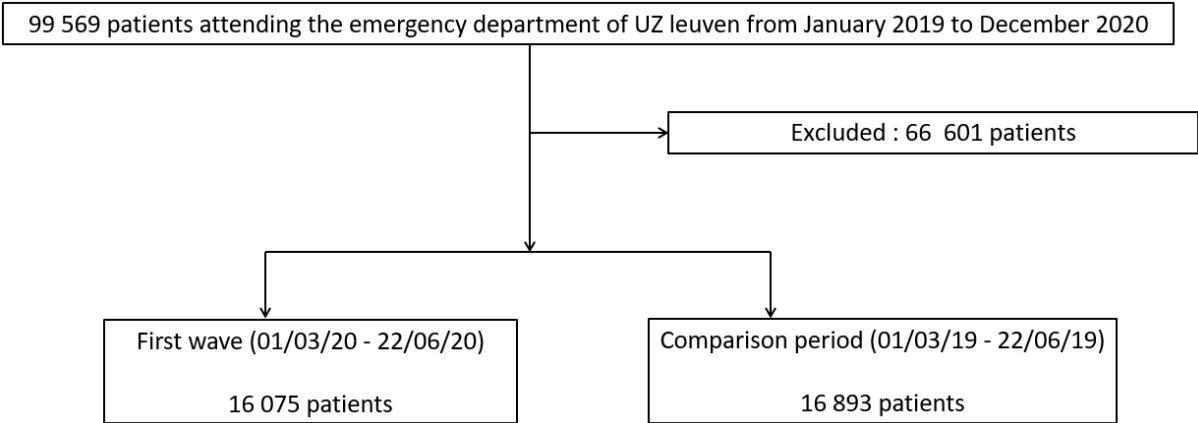 99 569 patients attending the emergency department of UZ leuven from January 2019 to December 2020
Excluded : 66 601 patients
First wave (01/03/20 - 22/06/20)
16 075 patients
Comparison period (01/03/19 - 22/06/19)
16 893 patients